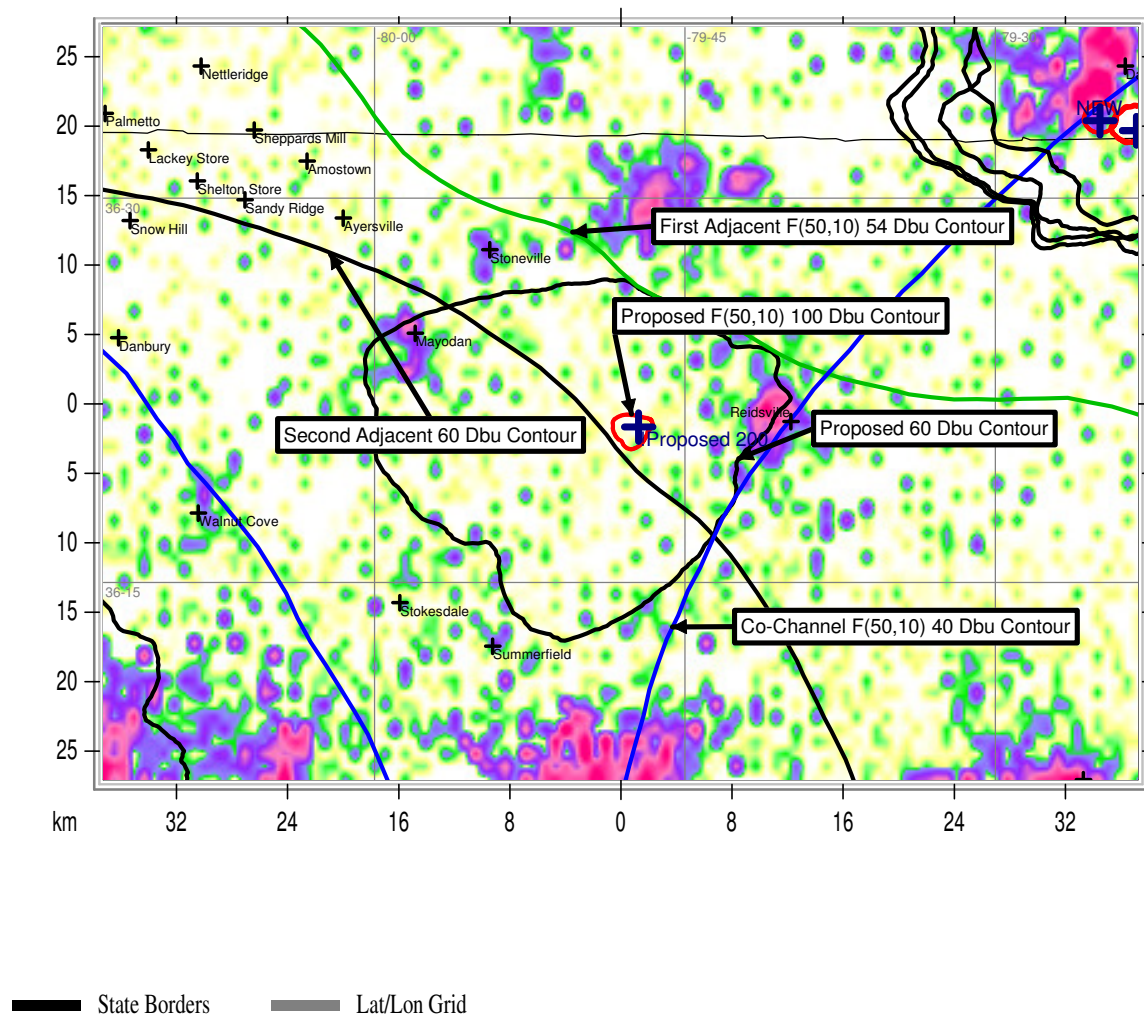 -80-00
-79-45
-79-30
25
Nettleridge
D
Palmetto
NEW
20
Sheppards Mill
Lackey Store
Amostown
Shelton Store
15
36-30
Sandy Ridge
Snow Hill
Ayersville
First Adjacent F(50,10) 54 Dbu Contour
Stoneville
10
Proposed F(50,10) 100 Dbu Contour
5
Danbury
Mayodan
0
Reidsville
Second Adjacent 60 Dbu Contour
Proposed 200
Proposed 60 Dbu Contour
5
Walnut Cove
10
36-15
15
Stokesdale
Co-Channel F(50,10) 40 Dbu Contour
Summerfield
20
25
km
32
24
16
8
0
8
16
24
32
State Borders
Lat/Lon Grid